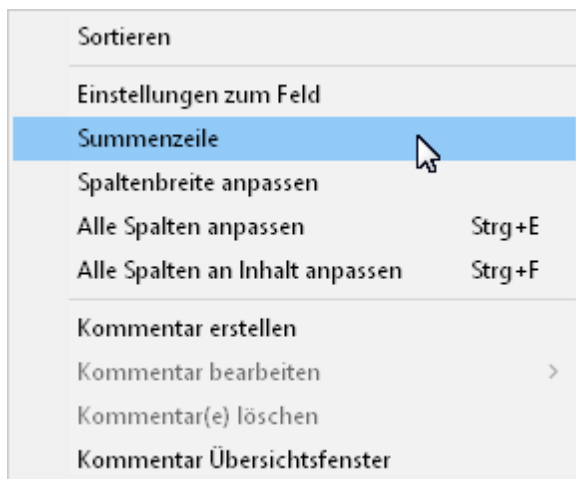 Sortieren
Einstellungen zum Feld
Summenzeile
Spaltenbreite anpassen
Alle Spalten anpassen Strg+E
Alle Spalten an Inhalt anpassen Strg+F
Kommentar erstellen
Kommentar bearbeiten
Kommentar(e) löschen
Kommentar Übersichtsfenster